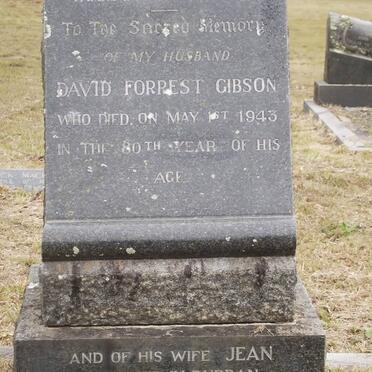 To The Sacred Memory
OF MY HUSBAND
DAVID FORREST GIBSON
WHO DIED, ON MAY 1ST 1943
IN THE 80TH YEAR OF HIS
AGE
AND OF HIS WIFE JEAN
DURBAN